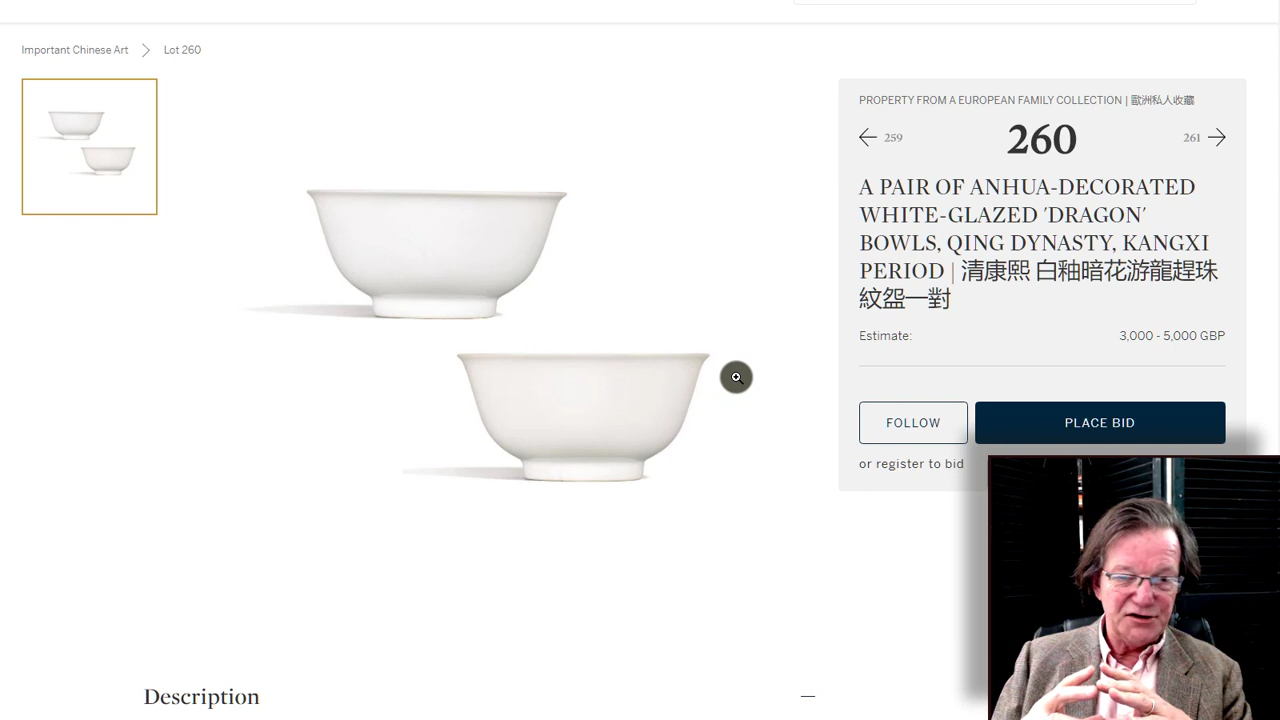 Important Chinese Art
Lot 260
PROPERTY FROM A EUROPEAN FAMILY COLLECTION | 歐洲私人收藏
259
260
261
A PAIR OF ANHUA-DECORATED
WHITE-GLAZED 'DRAGON'
BOWLS, QING DYNASTY, KANGXI
PERIOD | 清康熙 白釉暗花游龍趕珠
紋盌一對
Estimate:
3,000 - 5,000 GBP
FOLLOW
PLACE BID
or register to bid
Description